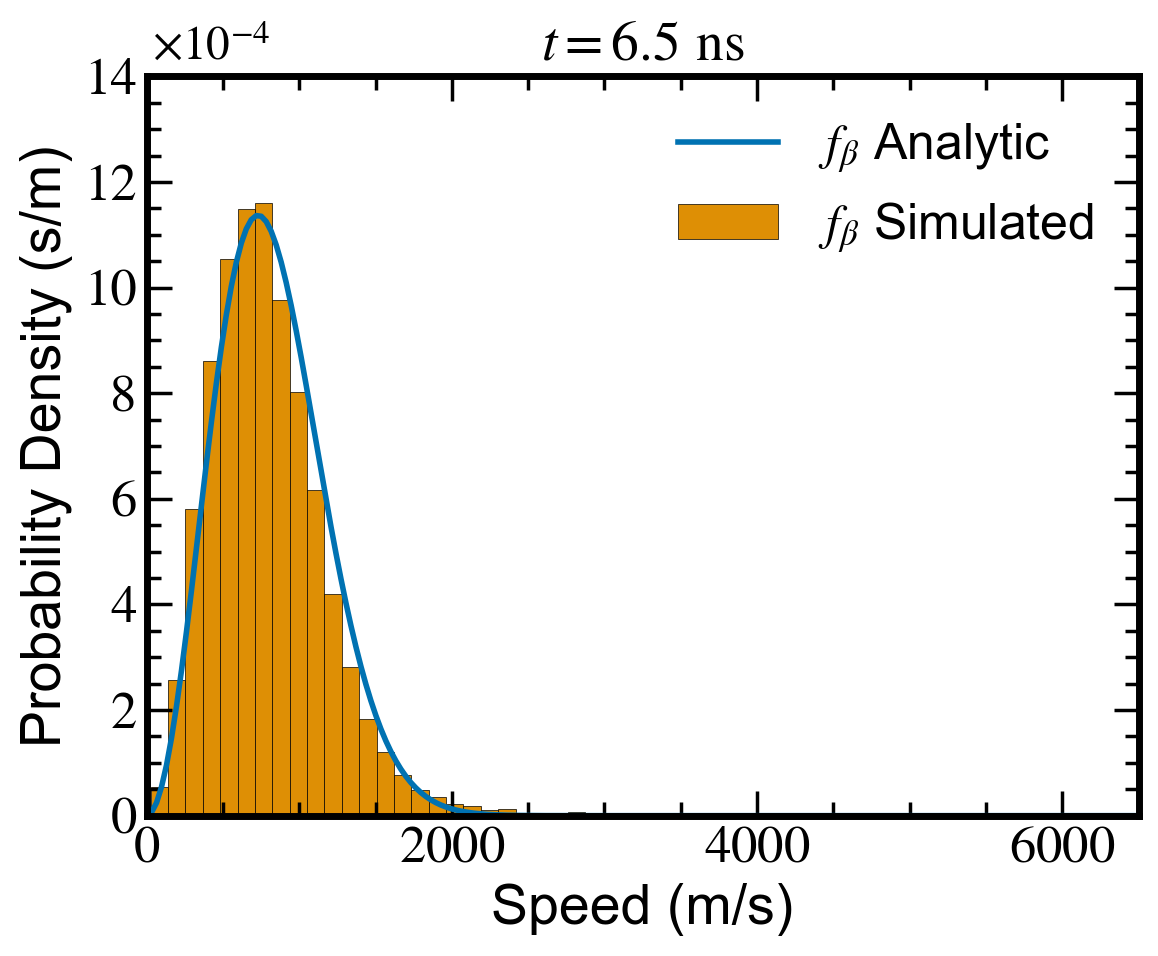 ×10⁻⁴
t = 6.5 ns
14
12
10
8
6
4
2
0
Probability Density (s/m)
f_β Analytic
f_β Simulated
0 2000 4000 6000
Speed (m/s)